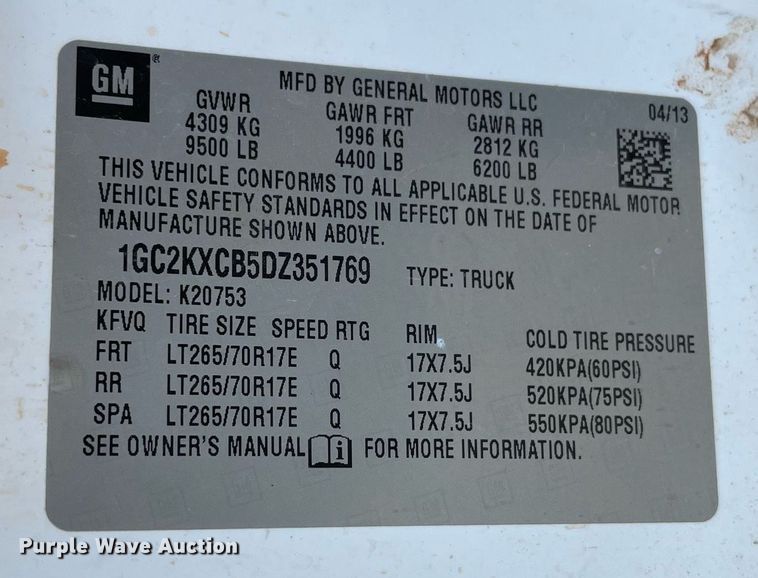 GM®
MFD BY GENERAL MOTORS LLC
04/13
GVWR GAWR FRT GAWR RR
4309 KG 1996 KG 2812 KG
9500 LB 4400 LB 6200 LB
THIS VEHICLE CONFORMS TO ALL APPLICABLE U.S. FEDERAL MOTOR
VEHICLE SAFETY STANDARDS IN EFFECT ON THE DATE OF
MANUFACTURE SHOWN ABOVE.
1GC2KXCB5DZ351769 TYPE: TRUCK
MODEL: K20753
KFVQ TIRE SIZE SPEED RTG RIM COLD TIRE PRESSURE
FRT LT265/70R17E Q 17X7.5J 420KPA(60PSI)
RR LT265/70R17E Q 17X7.5J 520KPA(75PSI)
SPA LT265/70R17E Q 17X7.5J 550KPA(80PSI)
SEE OWNER'S MANUAL i FOR MORE INFORMATION.
Purple Wave Auction